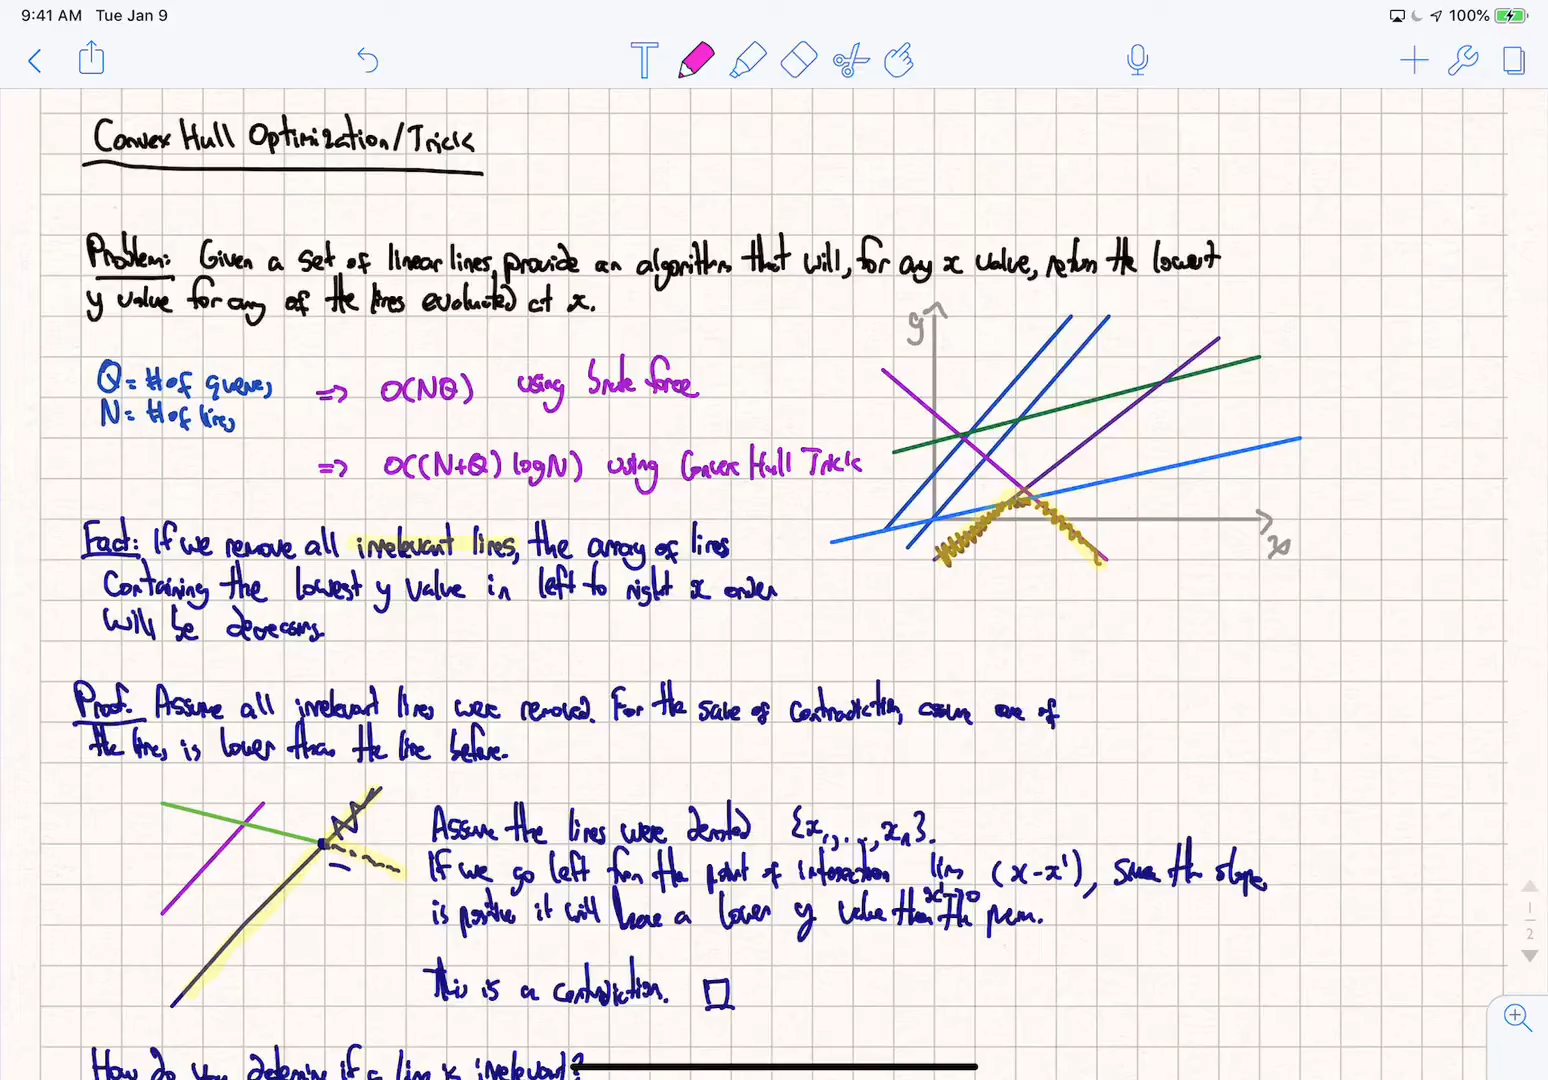 9:41 AM Tue Jan 9
100%
Convex Hull Optimization/Trick
Problem: Given a set of linear lines, provide an algorithm that will, for any x value, return the lowest
y value for any of the lines evaluated at x.
y
Q = # of queries
N = # of lines
=> O(NQ) using brute force
=> O((N+Q) log N) using Convex Hull Trick
x
Fact: If we remove all irrelevant lines, the array of lines
Containing the lowest y value in left to right x order
will be decreasing.
Proof. Assume all irrelevant lines were removed. For the sake of contradiction, assume one of
the lines is lower than the line before.
Assume the lines were denoted {x₁, ..., xₙ}.
If we go left from the point of intersection lim (x-x'), since the slope
x'→0
is positive it will have a lower y value than the prev.
This is a contradiction. □
How do you determine if a line is irrelevant?
1
2